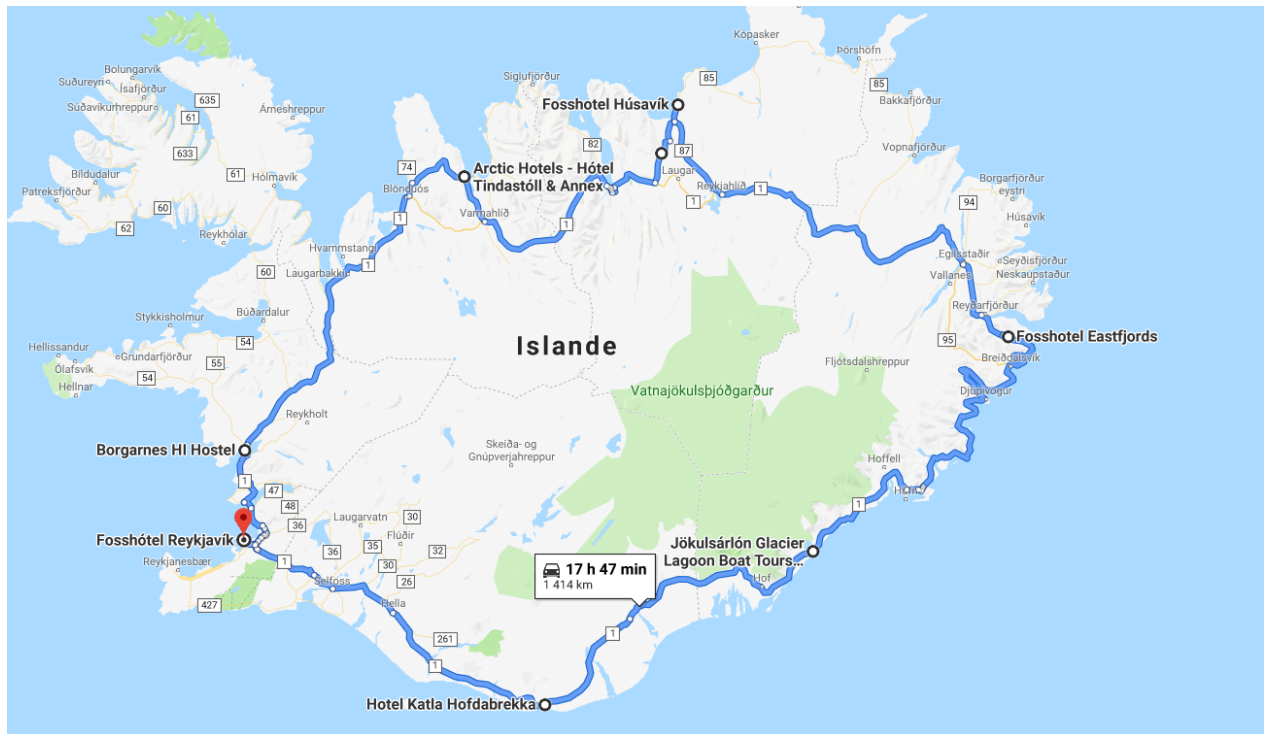 Kópasker
Þórshöfn
Bolungarvík
Suðureyri
Ísafjörður
Súðavíkurhreppur
635
61
633
Árneshreppur
61
Siglufjörður
85
85
Bakkafjörður
Fosshotel Húsavík
82
87
Laugar
Vopnafjörður
74
Arctic Hotels - Hótel
Tindastóll & Annex
Bíldudalur
Patreksfjörður
Hólmavík
60
62
Reykhólar
Blönduós
Varmahlíð
1
1
1
Reykjahlíð
1
Borgarfjörður
eystri
94
Húsavík
Hvammstangi
1
Laugarbakki
60
Egilsstaðir
Seyðisfjörður
Vallanes
Neskaupstaður
Búðardalur
Stykkishólmur
Reyðarfjörður
54
Hellissandur
Grundarfjörður
Ólafsvík
55
Hellnar
54
Islande
95
Fosshotel Eastfjords
Breiðdalsvík
Fljótsdalshreppur
Djúpivogur
Vatnajökulsþjóðgarður
Reykholt
Borgarnes HI Hostel
Skeiða- og
Gnúpverjahreppur
Hoffell
Höfn
1
47
48
36
Laugarvatn
30
Flúðir
1
Fosshótel Reykjavík
Reykjanesbær
36
35
32
30
26
1
Selfoss
427
Hella
Jökulsárlón Glacier
Lagoon Boat Tours...
Hof
17 h 47 min
1 414 km
261
1
1
Hotel Katla Hofdabrekka